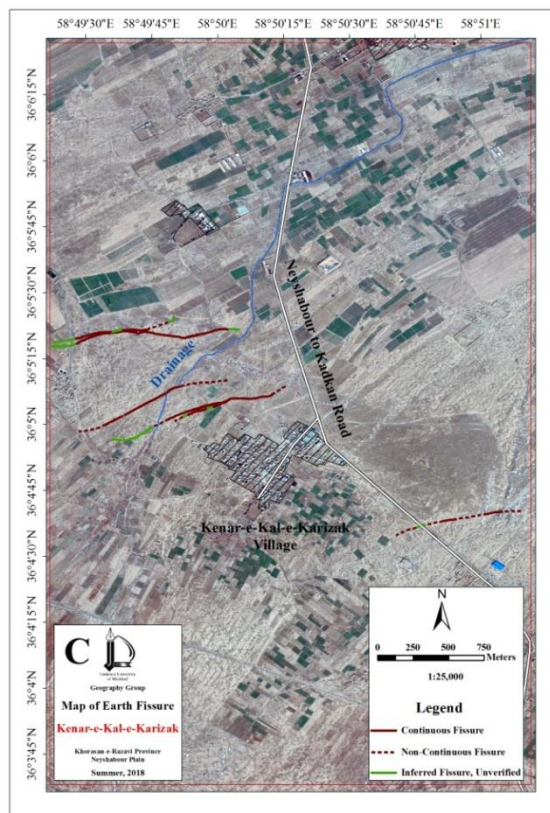 58°49'30"E 58°49'45"E 58°50'0"E 58°50'15"E 58°50'30"E 58°50'45"E 58°51'E
36°6'15"N
36°6'N
36°5'45"N
36°5'30"N
36°5'15"N
36°5'N
36°4'45"N
36°4'30"N
36°4'15"N
36°4'N
36°3'45"N
Neyshabour to Kadkan Road
Drainage
Kenar-e-Kal-e-Karizak
Village
C
Geography Group
Map of Earth Fissure
Kenar-e-Kal-e-Karizak
Khorasan-e-Razavi Province
Neyshabour Plain
Summer, 2018
N
0 250 500 750
Meters
1:25,000
Legend
Continuous Fissure
Non-Continuous Fissure
Inferred Fissure, Unverified